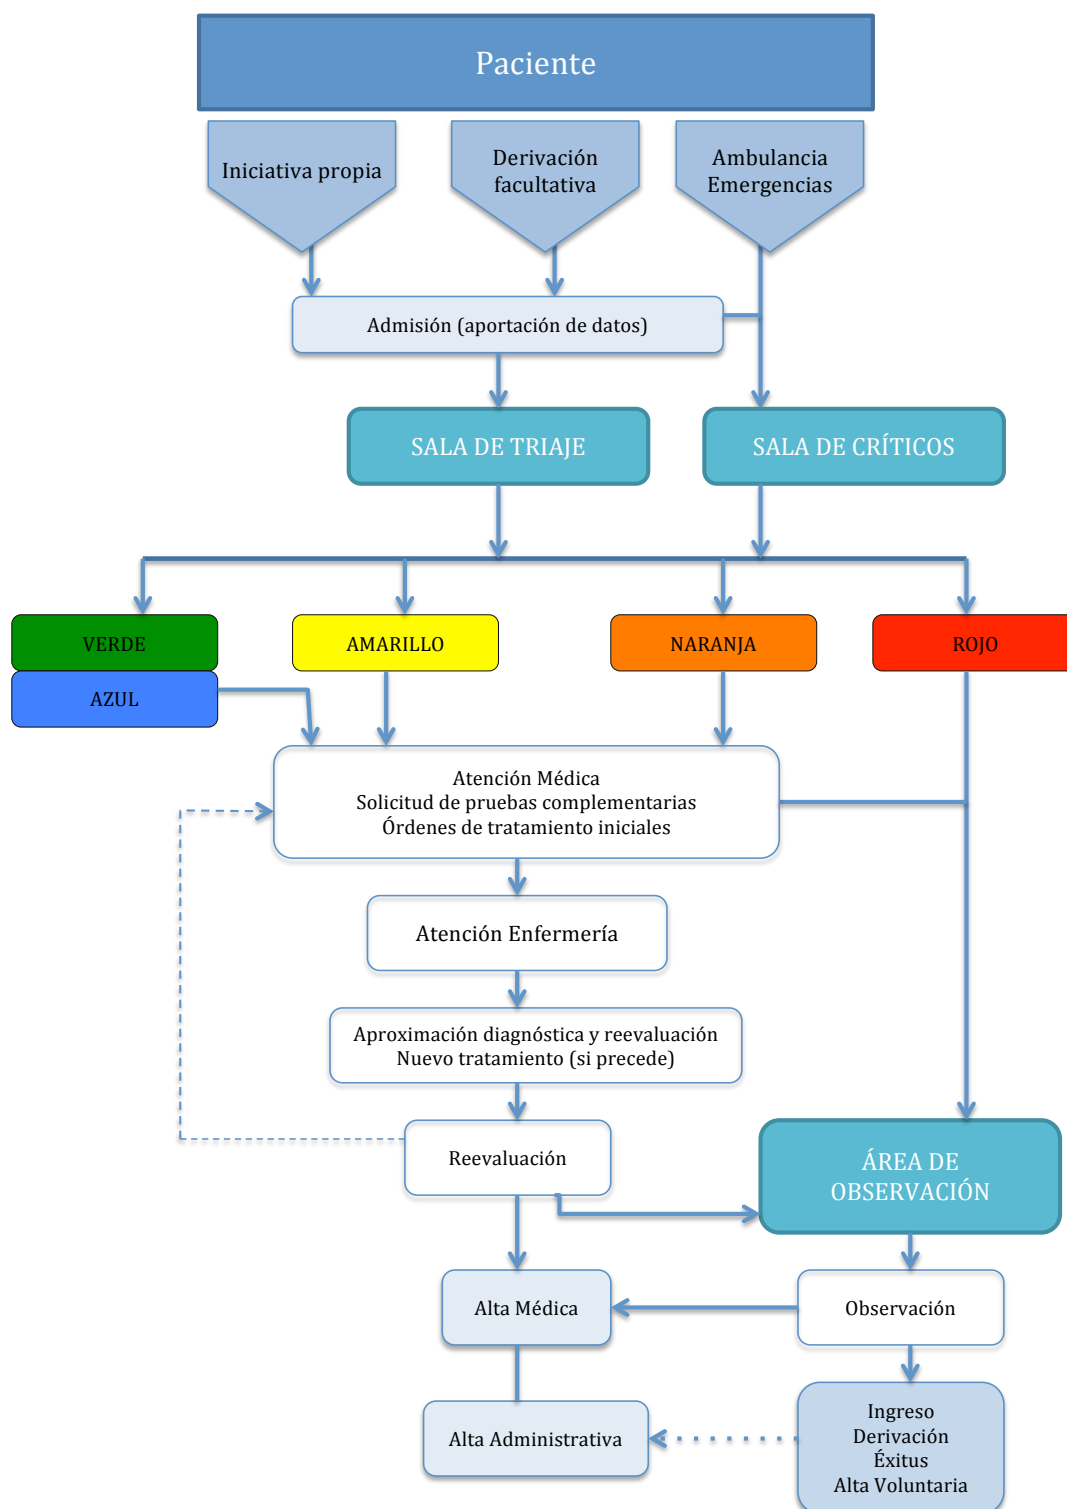 Paciente
Iniciativa propia
Derivación
facultativa
Ambulancia
Emergencias
Admisión (aportación de datos)
SALA DE TRIAJE
SALA DE CRÍTICOS
VERDE
AMARILLO
NARANJA
ROJO
AZUL
Atención Médica
Solicitud de pruebas complementarias
Órdenes de tratamiento iniciales
Atención Enfermería
Aproximación diagnóstica y reevaluación
Nuevo tratamiento (si precede)
Reevaluación
ÁREA DE
OBSERVACIÓN
Alta Médica
Observación
Alta Administrativa
Ingreso
Derivación
Éxitus
Alta Voluntaria